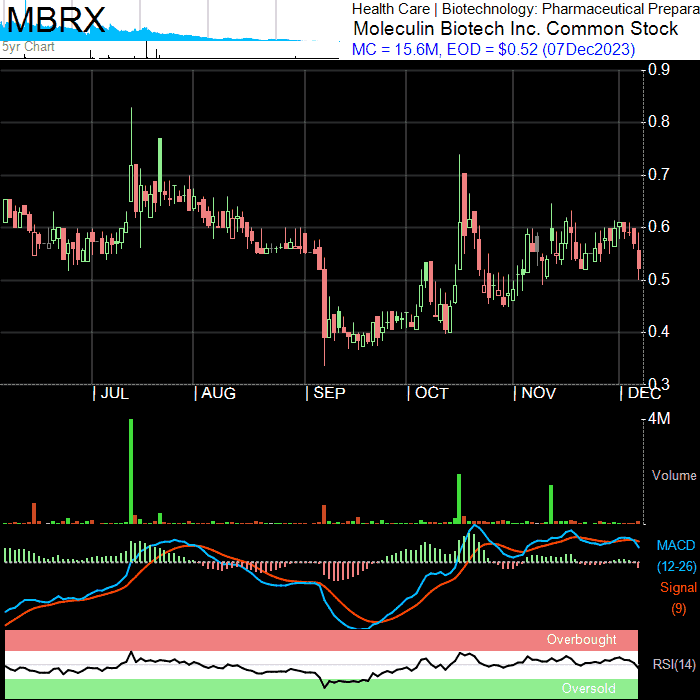 MBRX
5yr Chart
Health Care | Biotechnology: Pharmaceutical Prepara
Moleculin Biotech Inc. Common Stock
MC = 15.6M, EOD = $0.52 (07Dec2023)
0.9
0.8
0.7
0.6
0.5
0.4
0.3
| JUL
| AUG
| SEP
| OCT
| NOV
| DEC
4M
Volume
MACD
(12-26)
Signal
(9)
Overbought
RSI(14)
Oversold